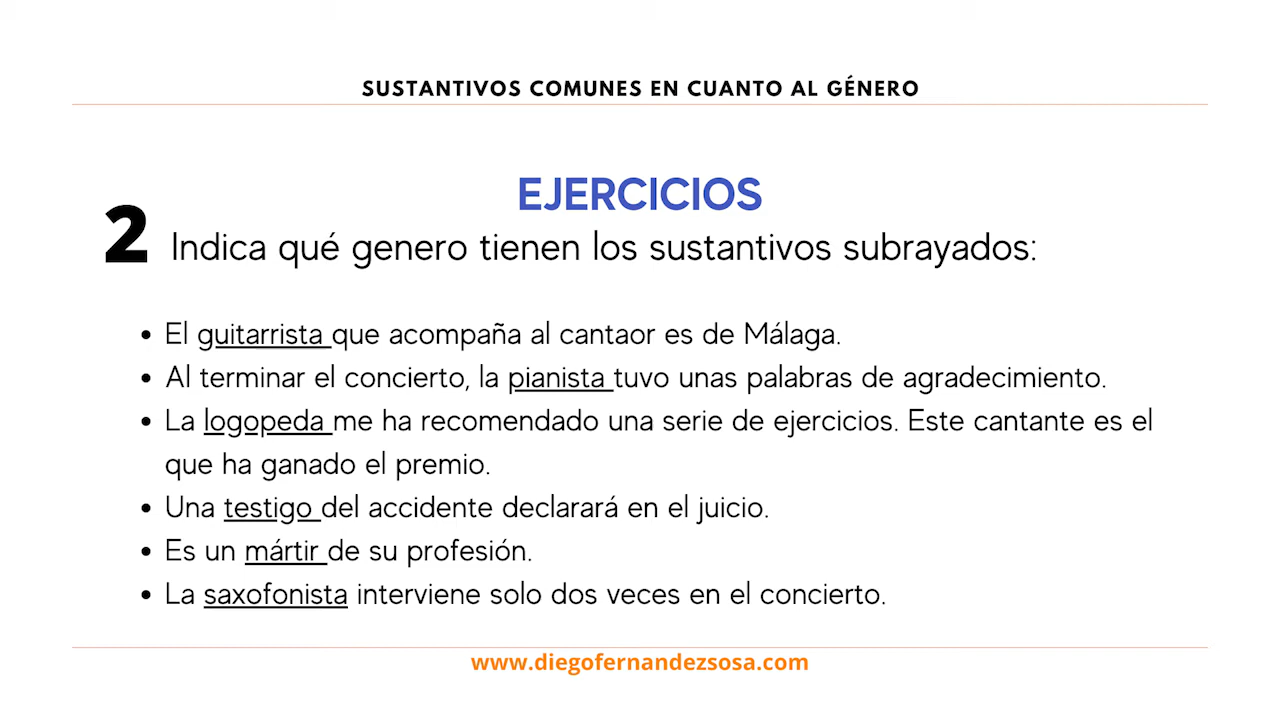 SUSTANTIVOS COMUNES EN CUANTO AL GÉNERO
EJERCICIOS
2 Indica qué genero tienen los sustantivos subrayados:
• El guitarrista que acompaña al cantaor es de Málaga.
• Al terminar el concierto, la pianista tuvo unas palabras de agradecimiento.
• La logopeda me ha recomendado una serie de ejercicios. Este cantante es el
que ha ganado el premio.
• Una testigo del accidente declarará en el juicio.
• Es un mártir de su profesión.
• La saxofonista interviene solo dos veces en el concierto.
www.diegofernandezsosa.com